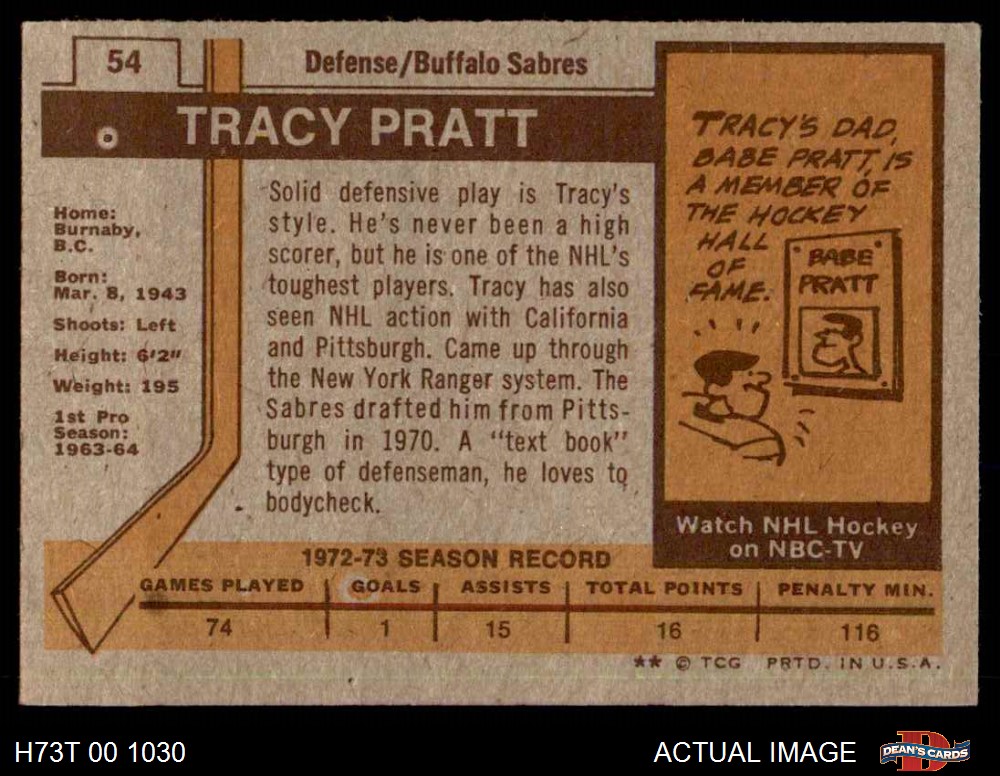 54
Defense/Buffalo Sabres
TRACY PRATT
Home:
Burnaby,
B.C.
Born:
Mar. 8, 1943
Shoots: Left
Height: 6'2"
Weight: 195
1st Pro
Season:
1963-64
Solid defensive play is Tracy's
style. He's never been a high
scorer, but he is one of the NHL's
toughest players. Tracy has also
seen NHL action with California
and Pittsburgh. Came up through
the New York Ranger system. The
Sabres drafted him from Pitts-
burgh in 1970. A "text book"
type of defenseman, he loves to
bodycheck.
TRACY'S DAD,
BABE PRATT, IS
A MEMBER OF
THE HOCKEY
HALL
OF
FAME.
BABE
PRATT
Watch NHL Hockey
on NBC-TV
1972-73 SEASON RECORD
GAMES PLAYED GOALS ASSISTS TOTAL POINTS PENALTY MIN.
74 1 15 16 116
** © TCG PRTD. IN U.S.A.
H73T 00 1030
ACTUAL IMAGE
DEAN'S CARDS